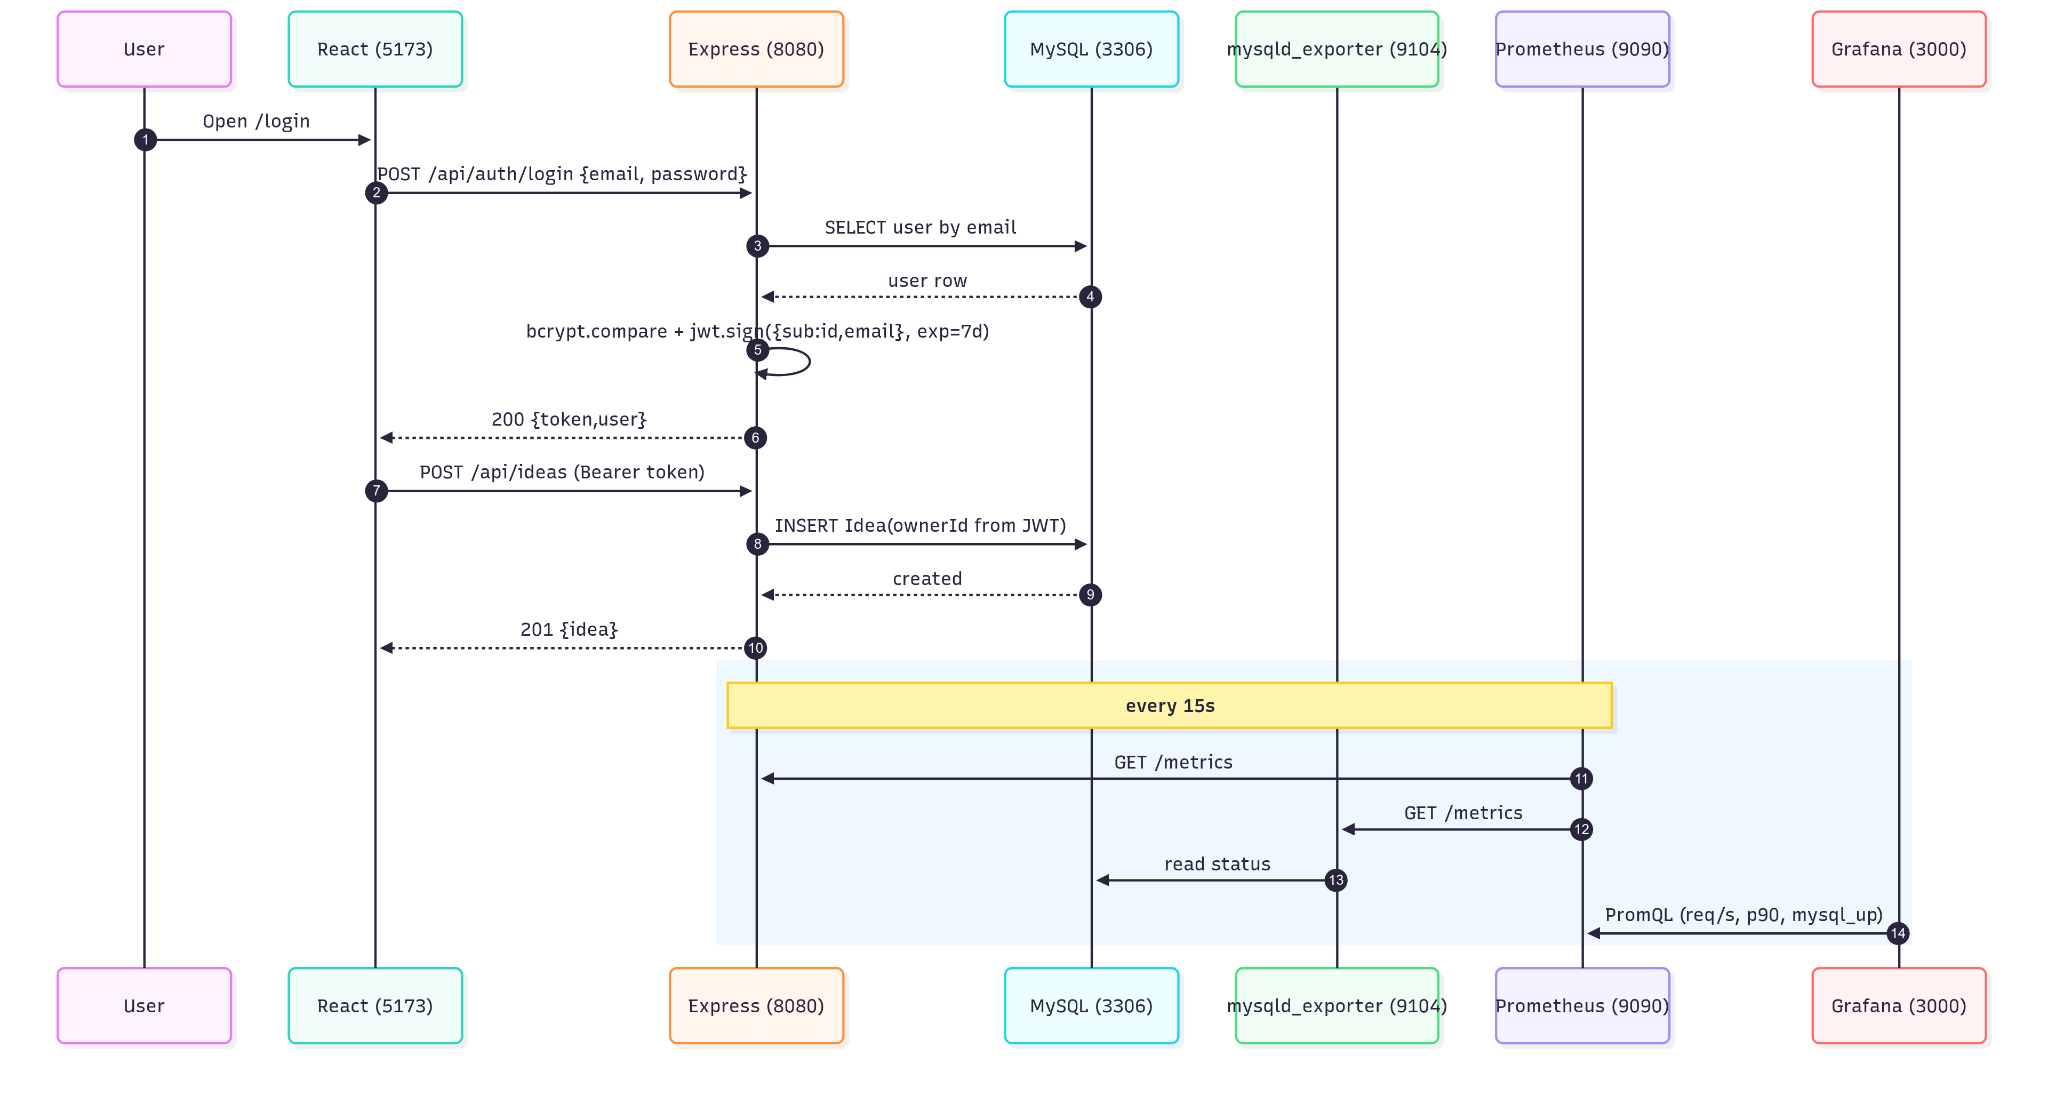 User
React (5173)
Express (8080)
MySQL (3306)
mysqld_exporter (9104)
Prometheus (9090)
Grafana (3000)
Open /login
1
POST /api/auth/login {email, password}
2
SELECT user by email
3
user row
4
bcrypt.compare + jwt.sign({sub:id,email}, exp=7d)
5
200 {token,user}
6
POST /api/ideas (Bearer token)
7
INSERT Idea(ownerId from JWT)
8
created
9
201 {idea}
10
every 15s
GET /metrics
11
GET /metrics
12
read status
13
PromQL (req/s, p90, mysql_up)
14
User
React (5173)
Express (8080)
MySQL (3306)
mysqld_exporter (9104)
Prometheus (9090)
Grafana (3000)